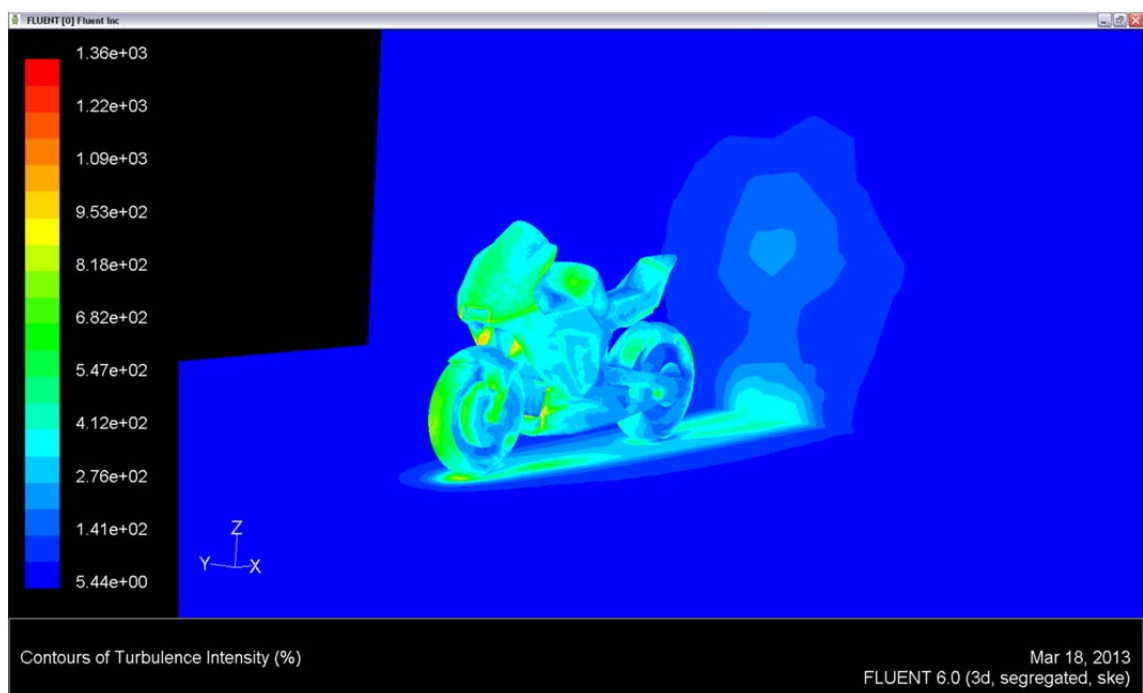 FLUENT [0] Fluent Inc
1.36e+03
1.22e+03
1.09e+03
9.53e+02
8.18e+02
6.82e+02
5.47e+02
4.12e+02
2.76e+02
1.41e+02
5.44e+00
Z
Y
X
Contours of Turbulence Intensity (%)
Mar 18, 2013
FLUENT 6.0 (3d, segregated, ske)